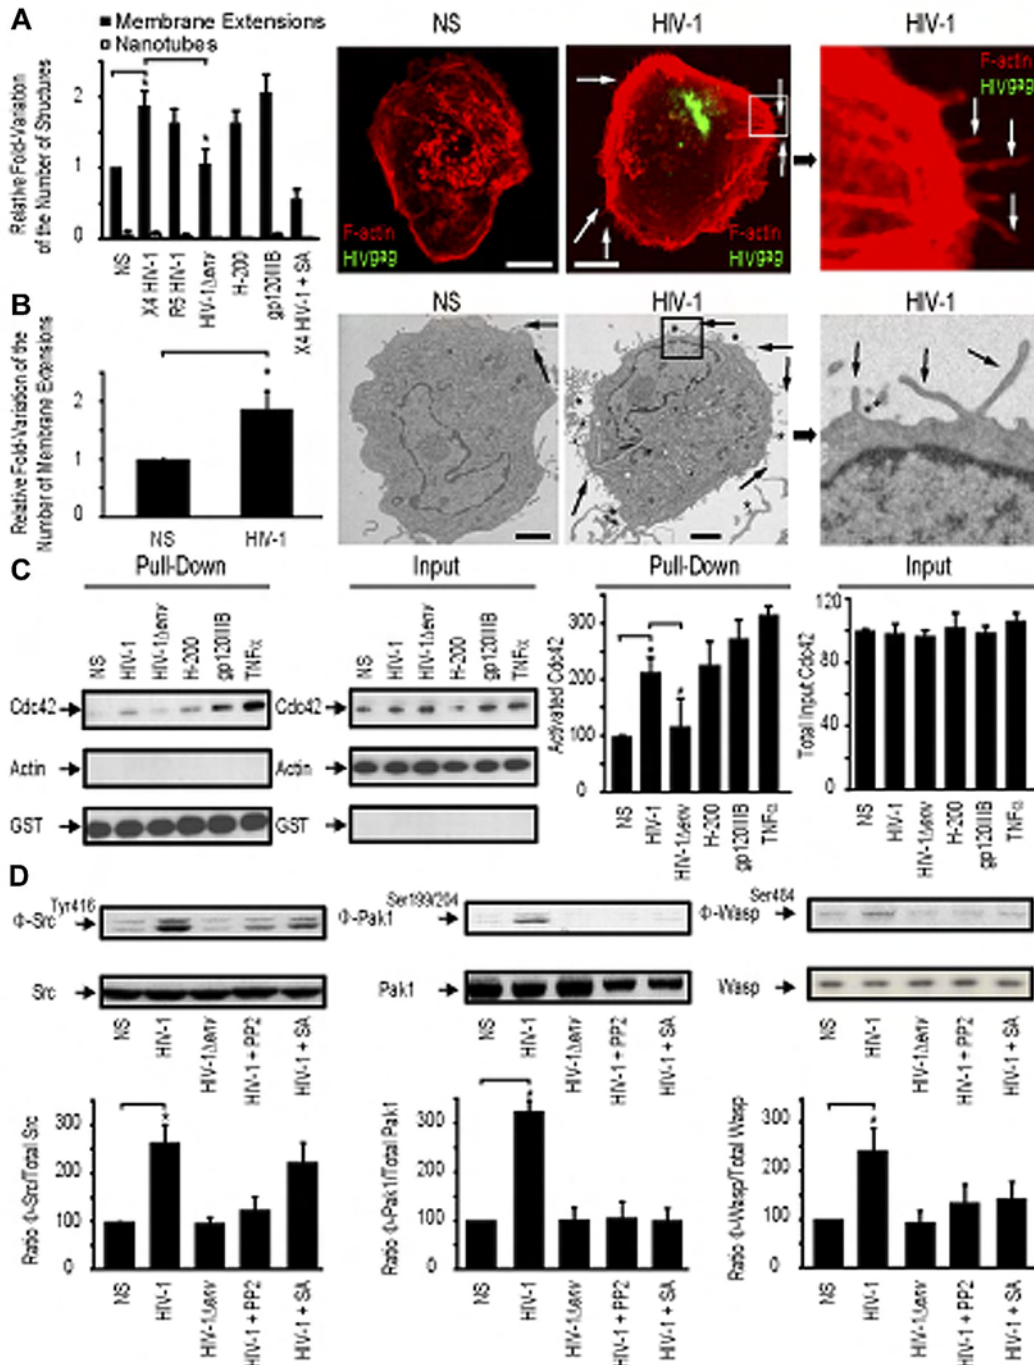 A
Membrane Extensions
Nanotubes
Relative Fold-Variation
of the Number of Structures
2
1
0
*
*
NS
X4 HIV-1
R5 HIV-1
HIV-1Δenv
H-200
gp120IIIB
X4 HIV-1 + SA
NS
HIV-1
HIV-1
F-actin
HIVgag
F-actin
HIVgag
F-actin
HIVgag
B
Relative Fold-Variation of the
Number of Membrane Extensions
2
1
0
*
NS
HIV-1
NS
HIV-1
HIV-1
C
Pull-Down
Input
Pull-Down
Input
NS
HIV-1
HIV-1Δenv
H-200
gp120IIIB
TNFα
Cdc42
Actin
GST
NS
HIV-1
HIV-1Δenv
H-200
gp120IIIB
TNFα
Cdc42
Actin
GST
Activated Cdc42
300
200
100
0
*
#
NS
HIV-1
HIV-1Δenv
H-200
gp120IIIB
TNFα
Total Input Cdc42
120
80
40
0
NS
HIV-1
HIV-1Δenv
H-200
gp120IIIB
TNFα
D
Φ-Src Tyr416
Src
NS
HIV-1
HIV-1Δenv
HIV-1 + PP2
HIV-1 + SA
Φ-Pak1 Ser199/204
Pak1
NS
HIV-1
HIV-1Δenv
HIV-1 + PP2
HIV-1 + SA
Φ-Wasp Ser484
Wasp
NS
HIV-1
HIV-1Δenv
HIV-1 + PP2
HIV-1 + SA
Ratio Φ-Src/Total Src
300
200
100
0
*
NS
HIV-1
HIV-1Δenv
HIV-1 + PP2
HIV-1 + SA
Ratio Φ-Pak1/Total Pak1
300
200
100
0
*
NS
HIV-1
HIV-1Δenv
HIV-1 + PP2
HIV-1 + SA
Ratio Φ-Wasp/Total Wasp
300
200
100
0
*
NS
HIV-1
HIV-1Δenv
HIV-1 + PP2
HIV-1 + SA